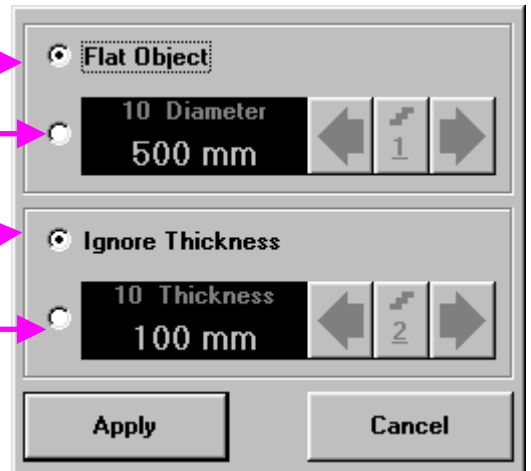 Flat Object
10 Diameter
500 mm
1
Ignore Thickness
10 Thickness
100 mm
2
Apply
Cancel